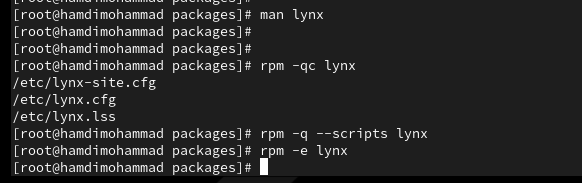 [root@hamdimohammad packages]# man lynx
[root@hamdimohammad packages]#
[root@hamdimohammad packages]#
[root@hamdimohammad packages]# rpm -qc lynx
/etc/lynx-site.cfg
/etc/lynx.cfg
/etc/lynx.lss
[root@hamdimohammad packages]# rpm -q --scripts lynx
[root@hamdimohammad packages]# rpm -e lynx
[root@hamdimohammad packages]#